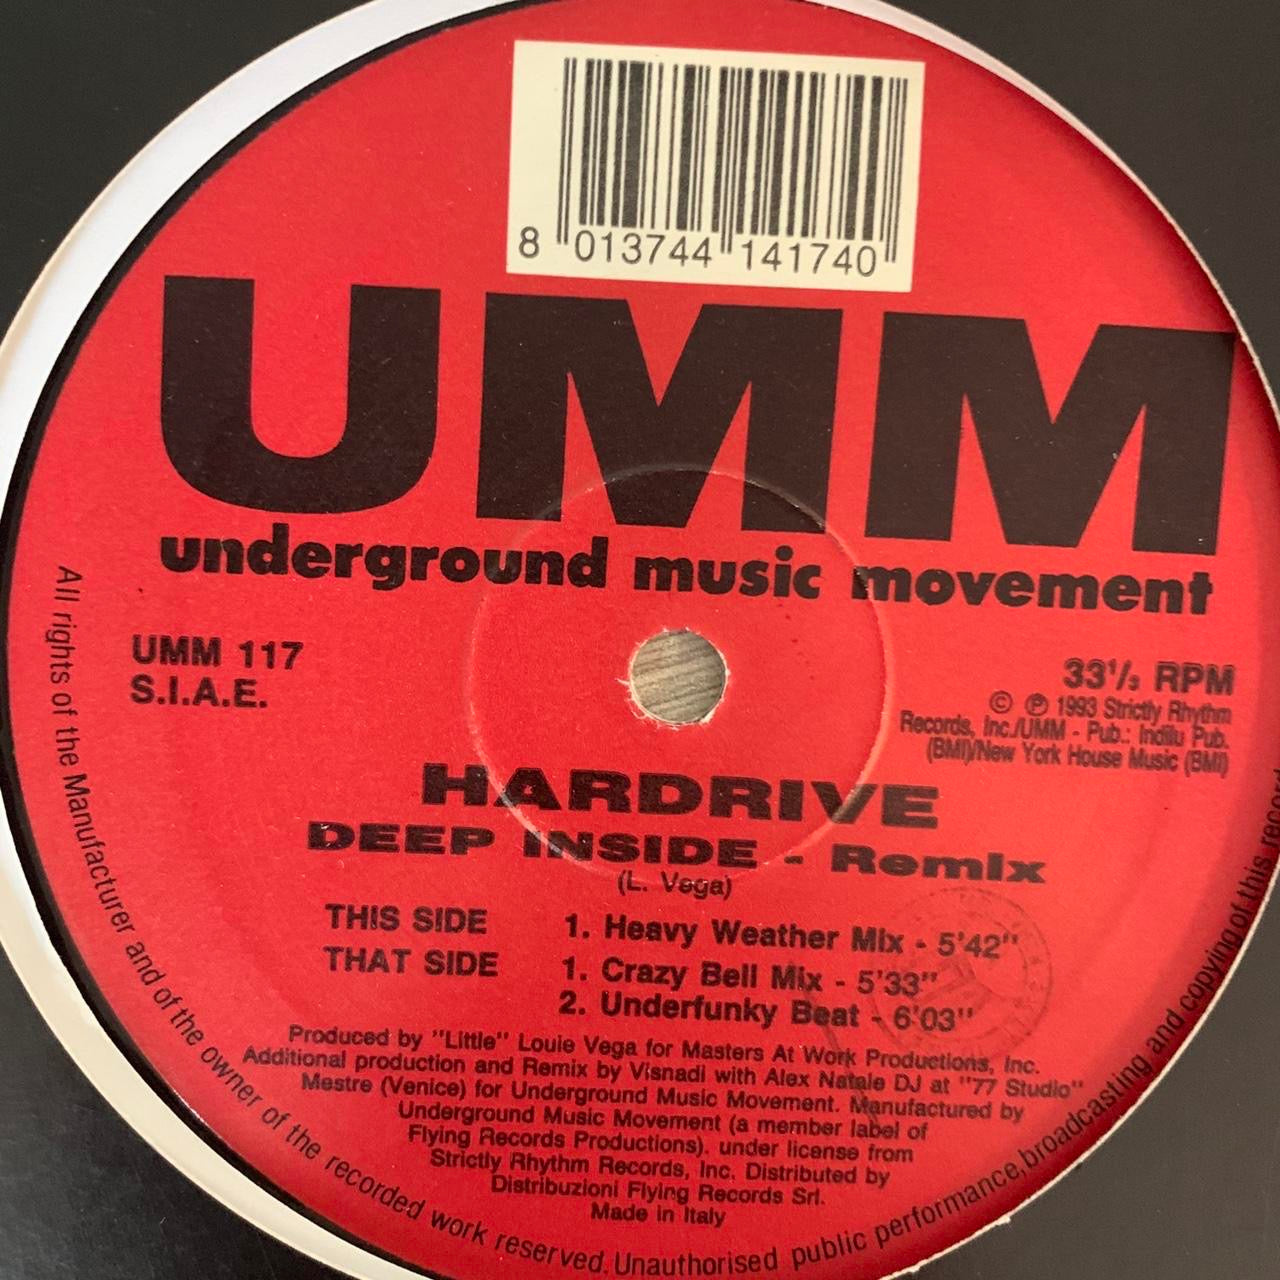 8 013744 141740
UMM
underground music movement
UMM 117
S.I.A.E.
33⅓ RPM
© ℗ 1993 Strictly Rhythm
Records, Inc./UMM - Pub.: Indilu Pub.
(BMI)/New York House Music (BMI)
HARDRIVE
DEEP INSIDE - Remix
(L. Vega)
THIS SIDE 1. Heavy Weather Mix - 5'42"
THAT SIDE 1. Crazy Bell Mix - 5'33"
2. Underfunky Beat - 6'03"
Produced by "Little" Louie Vega for Masters At Work Productions, Inc.
Additional production and Remix by Visnadi with Alex Natale DJ at "77 Studio"
Mestre (Venice) for Underground Music Movement. Manufactured by
Underground Music Movement (a member label of
Flying Records Productions). under license from
Strictly Rhythm Records, Inc. Distributed by
Distribuzioni Flying Records Srl.
Made in Italy
All rights of the Manufacturer and of the owner of the recorded work reserved. Unauthorised public performance, broadcasting and copying of this record